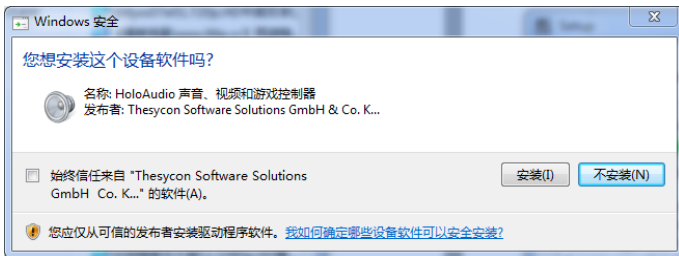 Windows 安全
您想安装这个设备软件吗?
名称: HoloAudio 声音、视频和游戏控制器
发布者: Thesycon Software Solutions GmbH & Co. K...
始终信任来自 "Thesycon Software Solutions
GmbH Co. K..." 的软件(A)。
安装(I)
不安装(N)
您应仅从可信的发布者安装驱动程序软件。我如何确定哪些设备软件可以安全安装?